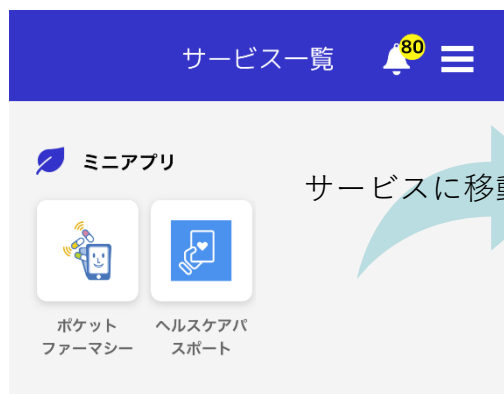 サービス一覧
80
ミニアプリ
サービスに移動
ポケット
ファーマシー
ヘルスケアパ
スポート